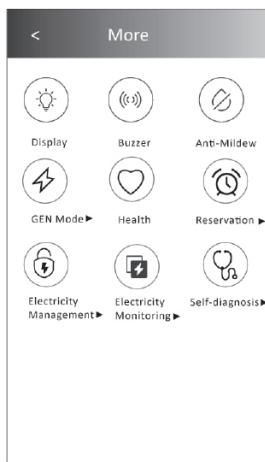 < More
Display Buzzer Anti-Mildew
GEN Mode▶ Health Reservation▶
Electricity Electricity Self-diagnosis▶
Management▶ Monitoring▶